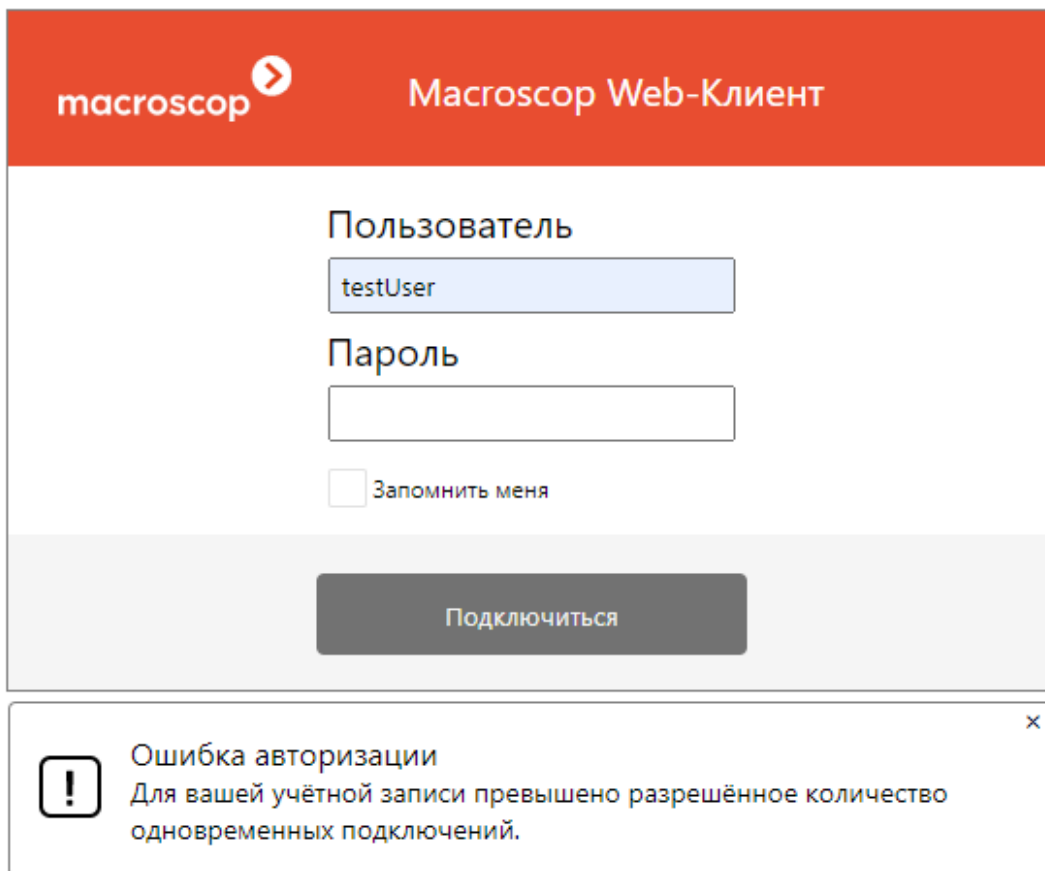 macroscop
Macroscop Web-Клиент
Пользователь
testUser
Пароль
Запомнить меня
Подключиться
×
Ошибка авторизации
Для вашей учётной записи превышено разрешённое количество
одновременных подключений.